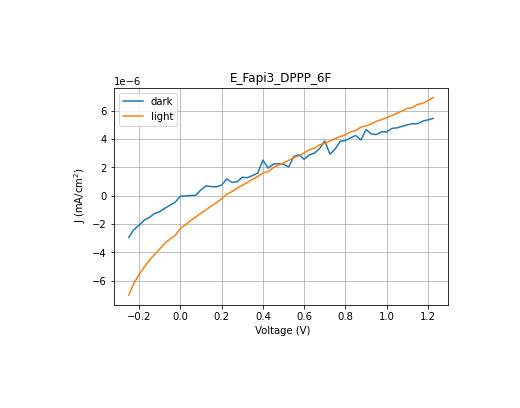 E_Fapi3_DPPP_6F
1e−6
dark
light
6
4
2
0
−2
−4
−6
J (mA/cm²)
−0.2 0.0 0.2 0.4 0.6 0.8 1.0 1.2
Voltage (V)